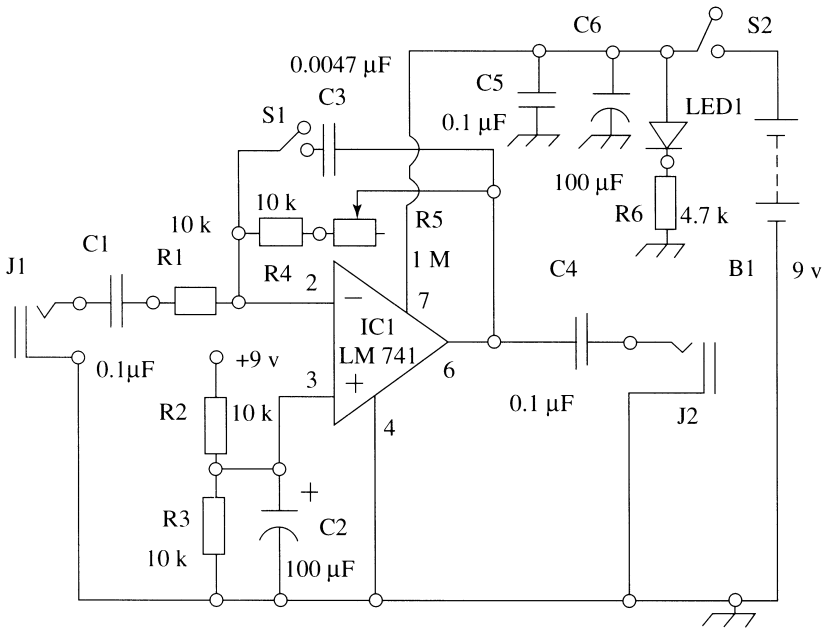 C6
S2
0.0047 μF
C5
C3
LED1
S1
0.1 μF
100 μF
10 k
R5
R6
4.7 k
10 k
C1
R1
J1
R4
2
1 M
C4
B1
9 v
7
−
IC1
+9 v
LM 741
0.1μF
3
+
6
R2
10 k
0.1 μF
J2
4
+
R3
C2
10 k
100 μF